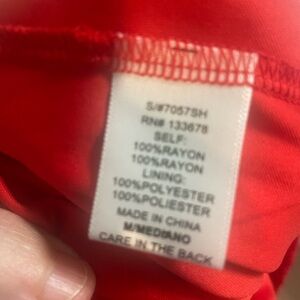 S/#7057SH
RN# 133678
SELF:
100%RAYON
100%RAYON
LINING:
100%POLYESTER
100%POLIESTER
MADE IN CHINA
M/MEDIANO
CARE IN THE BACK